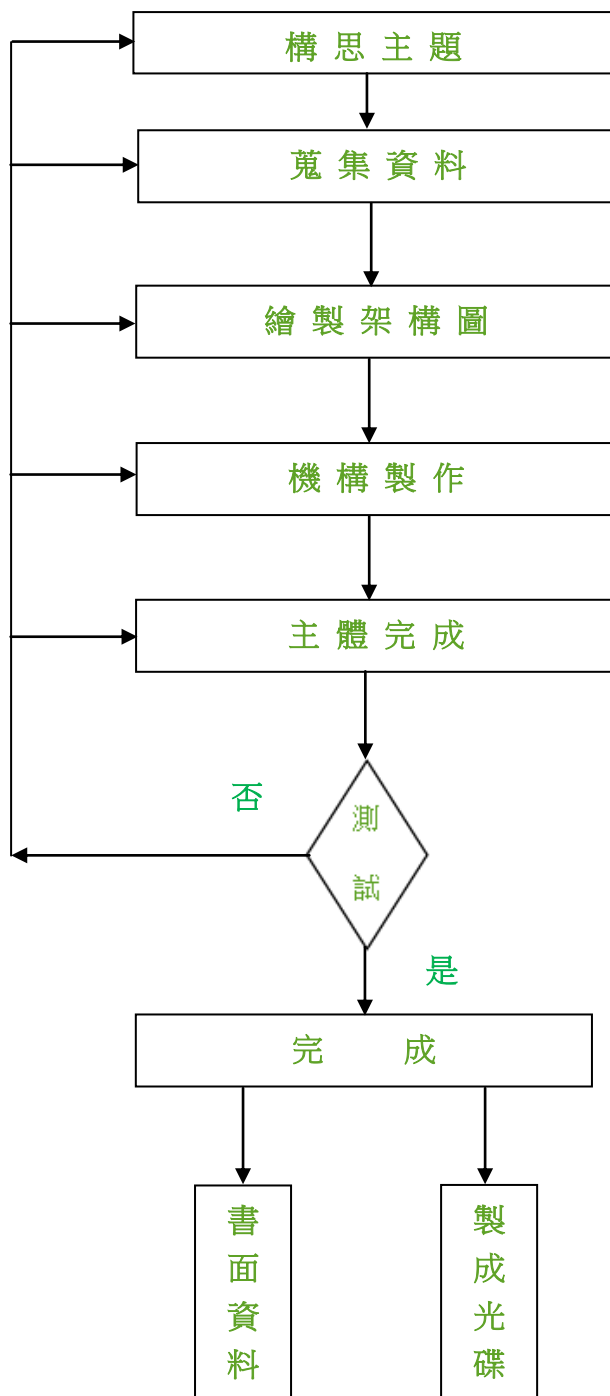 構思主題
蒐集資料
繪製架構圖
機構製作
主體完成
否
測
試
是
完 成
書面資料
製成光碟